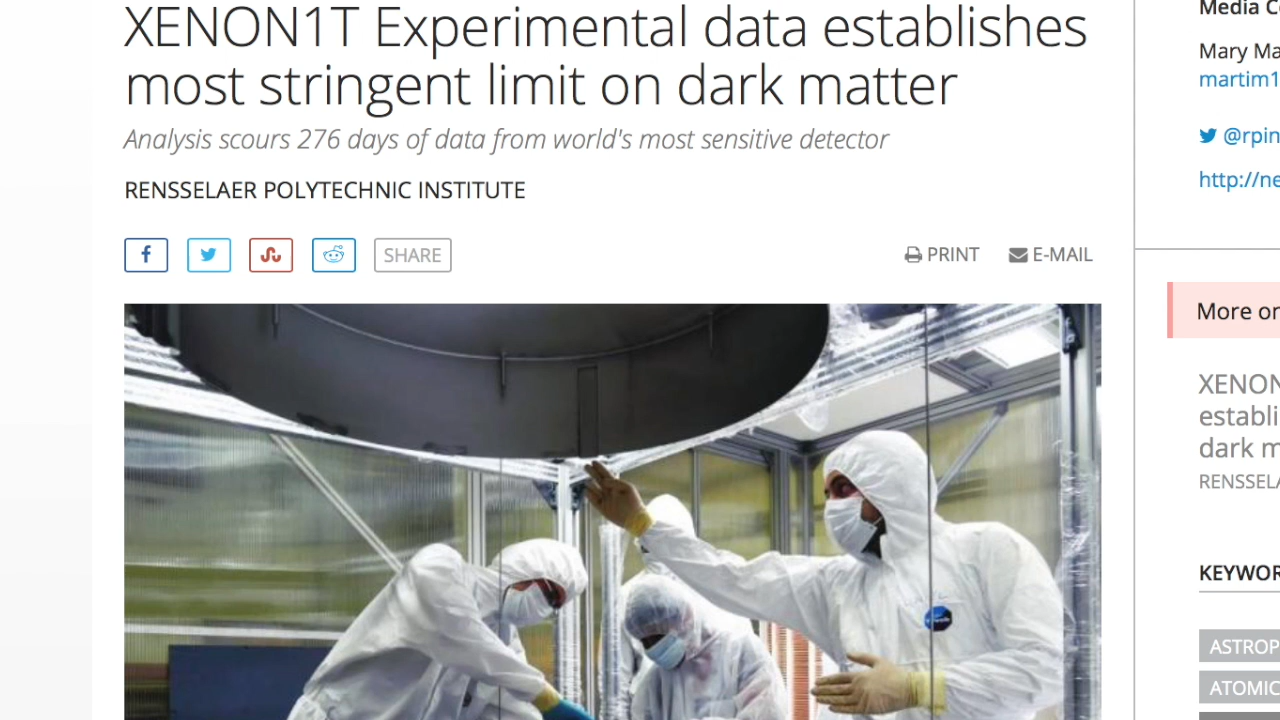 XENON1T Experimental data establishes
most stringent limit on dark matter
Analysis scours 276 days of data from world's most sensitive detector
RENSSELAER POLYTECHNIC INSTITUTE
SHARE
PRINT
E-MAIL
Media C
Mary Ma
martim1
@rpin
http://ne
More or
XENON
establi
dark m
RENSSELA
KEYWOR
ASTROP
ATOMIC